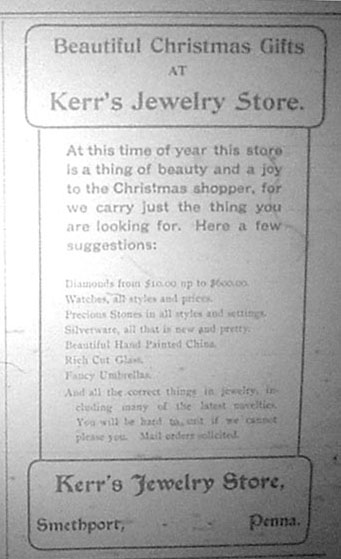 Beautiful Christmas Gifts
AT
Kerr's Jewelry Store.
At this time of year this store
is a thing of beauty and a joy
to the Christmas shopper, for
we carry just the thing you
are looking for. Here a few
suggestions:
Diamonds from $10.00 up to $600.00.
Watches, all styles and prices.
Precious Stones in all styles and settings.
Silverware, all that is new and pretty.
Beautiful Hand Painted China.
Rich Cut Glass.
Fancy Umbrellas.
And all the correct things in jewelry, in-
cluding many of the latest novelties.
You will be hard to suit if we cannot
please you. Mail orders solicited.
Kerr's Jewelry Store,
Smethport, - - Penna.